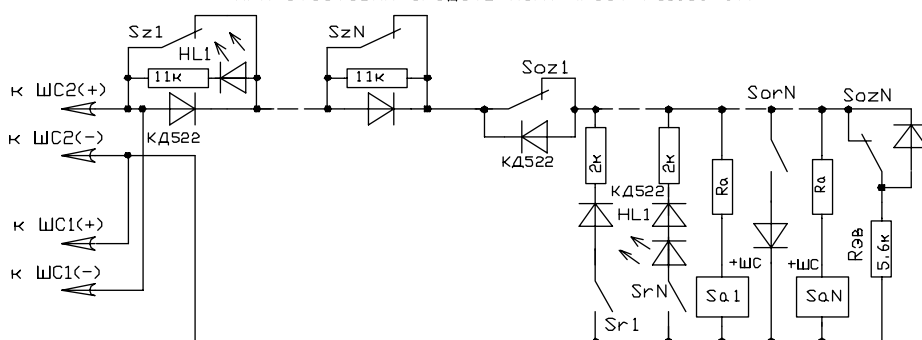 Sz1
HL1
11к
КД522
SzN
11к
Soz1
КД522
SorN
SozN
к ШС2(+)
к ШС2(-)
к ШС1(+)
к ШС1(-)
2к
2к
КД522
HL1
Ra
Ra
Rэв
5.6к
+ШС
+ШС
Sr1
SrN
Sa1
SaN